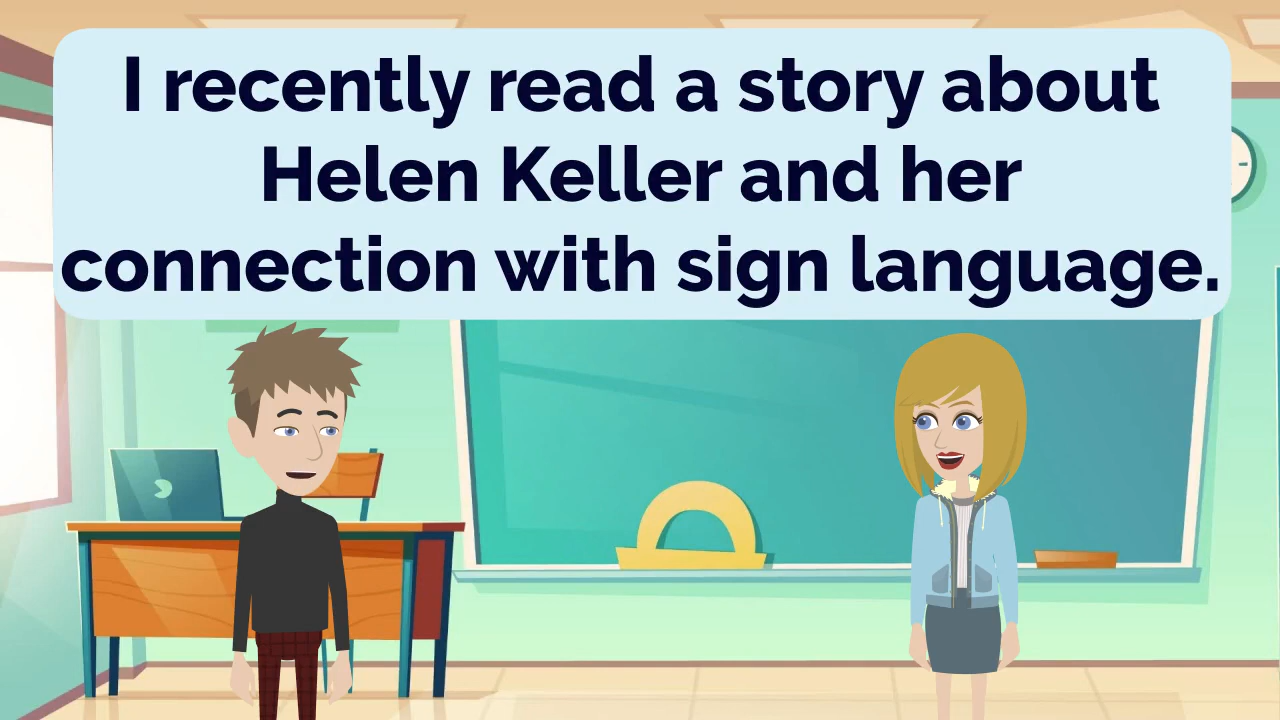 I recently read a story about
Helen Keller and her
connection with sign language.